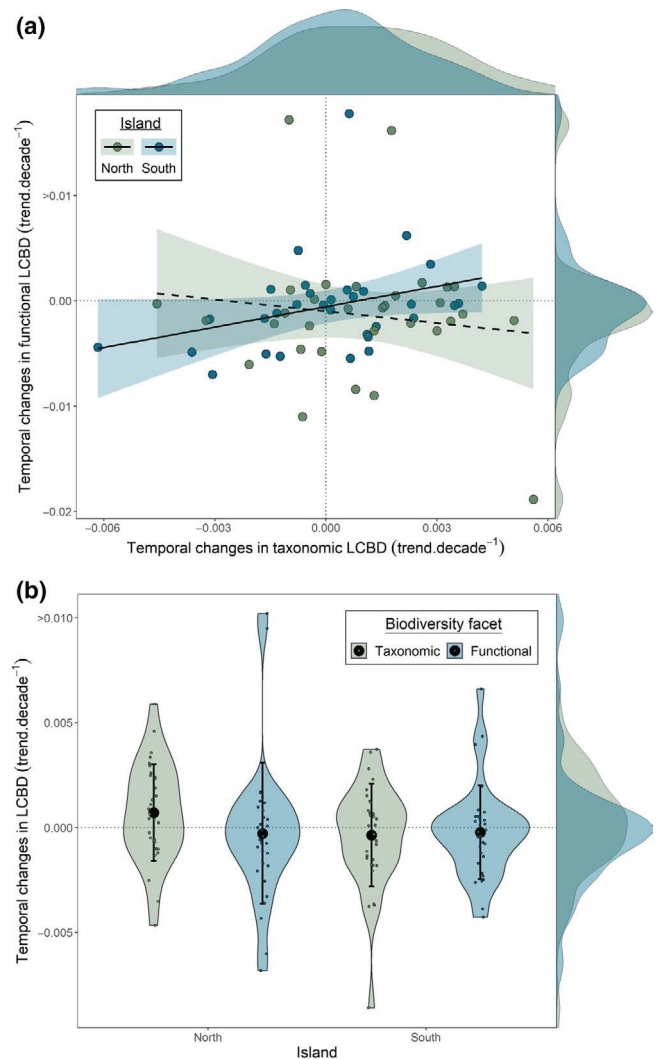 (a)
Island
North South
>0.01
0.00
−0.01
−0.02
Temporal changes in functional LCBD (trend.decade⁻¹)
−0.006 −0.003 0.000 0.003 0.006
Temporal changes in taxonomic LCBD (trend.decade⁻¹)
(b)
Biodiversity facet
Taxonomic Functional
>0.010
0.005
0.000
−0.005
Temporal changes in LCBD (trend.decade⁻¹)
North South
Island